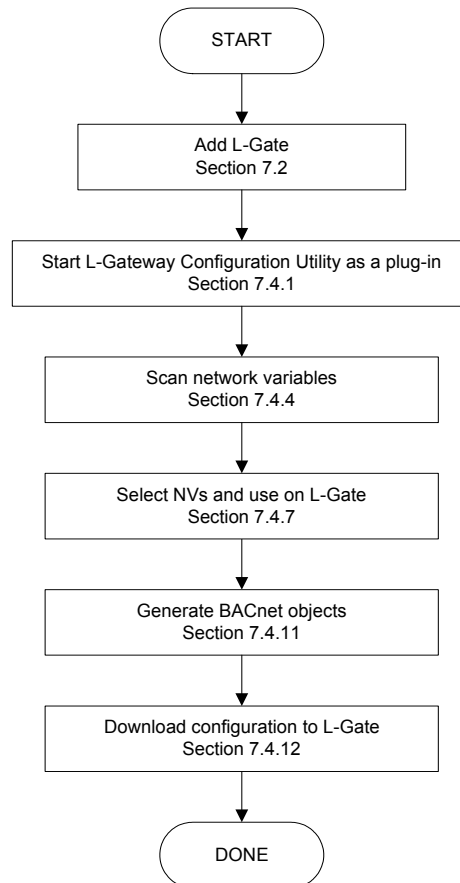 START
Add L-Gate
Section 7.2
Start L-Gateway Configuration Utility as a plug-in
Section 7.4.1
Scan network variables
Section 7.4.4
Select NVs and use on L-Gate
Section 7.4.7
Generate BACnet objects
Section 7.4.11
Download configuration to L-Gate
Section 7.4.12
DONE